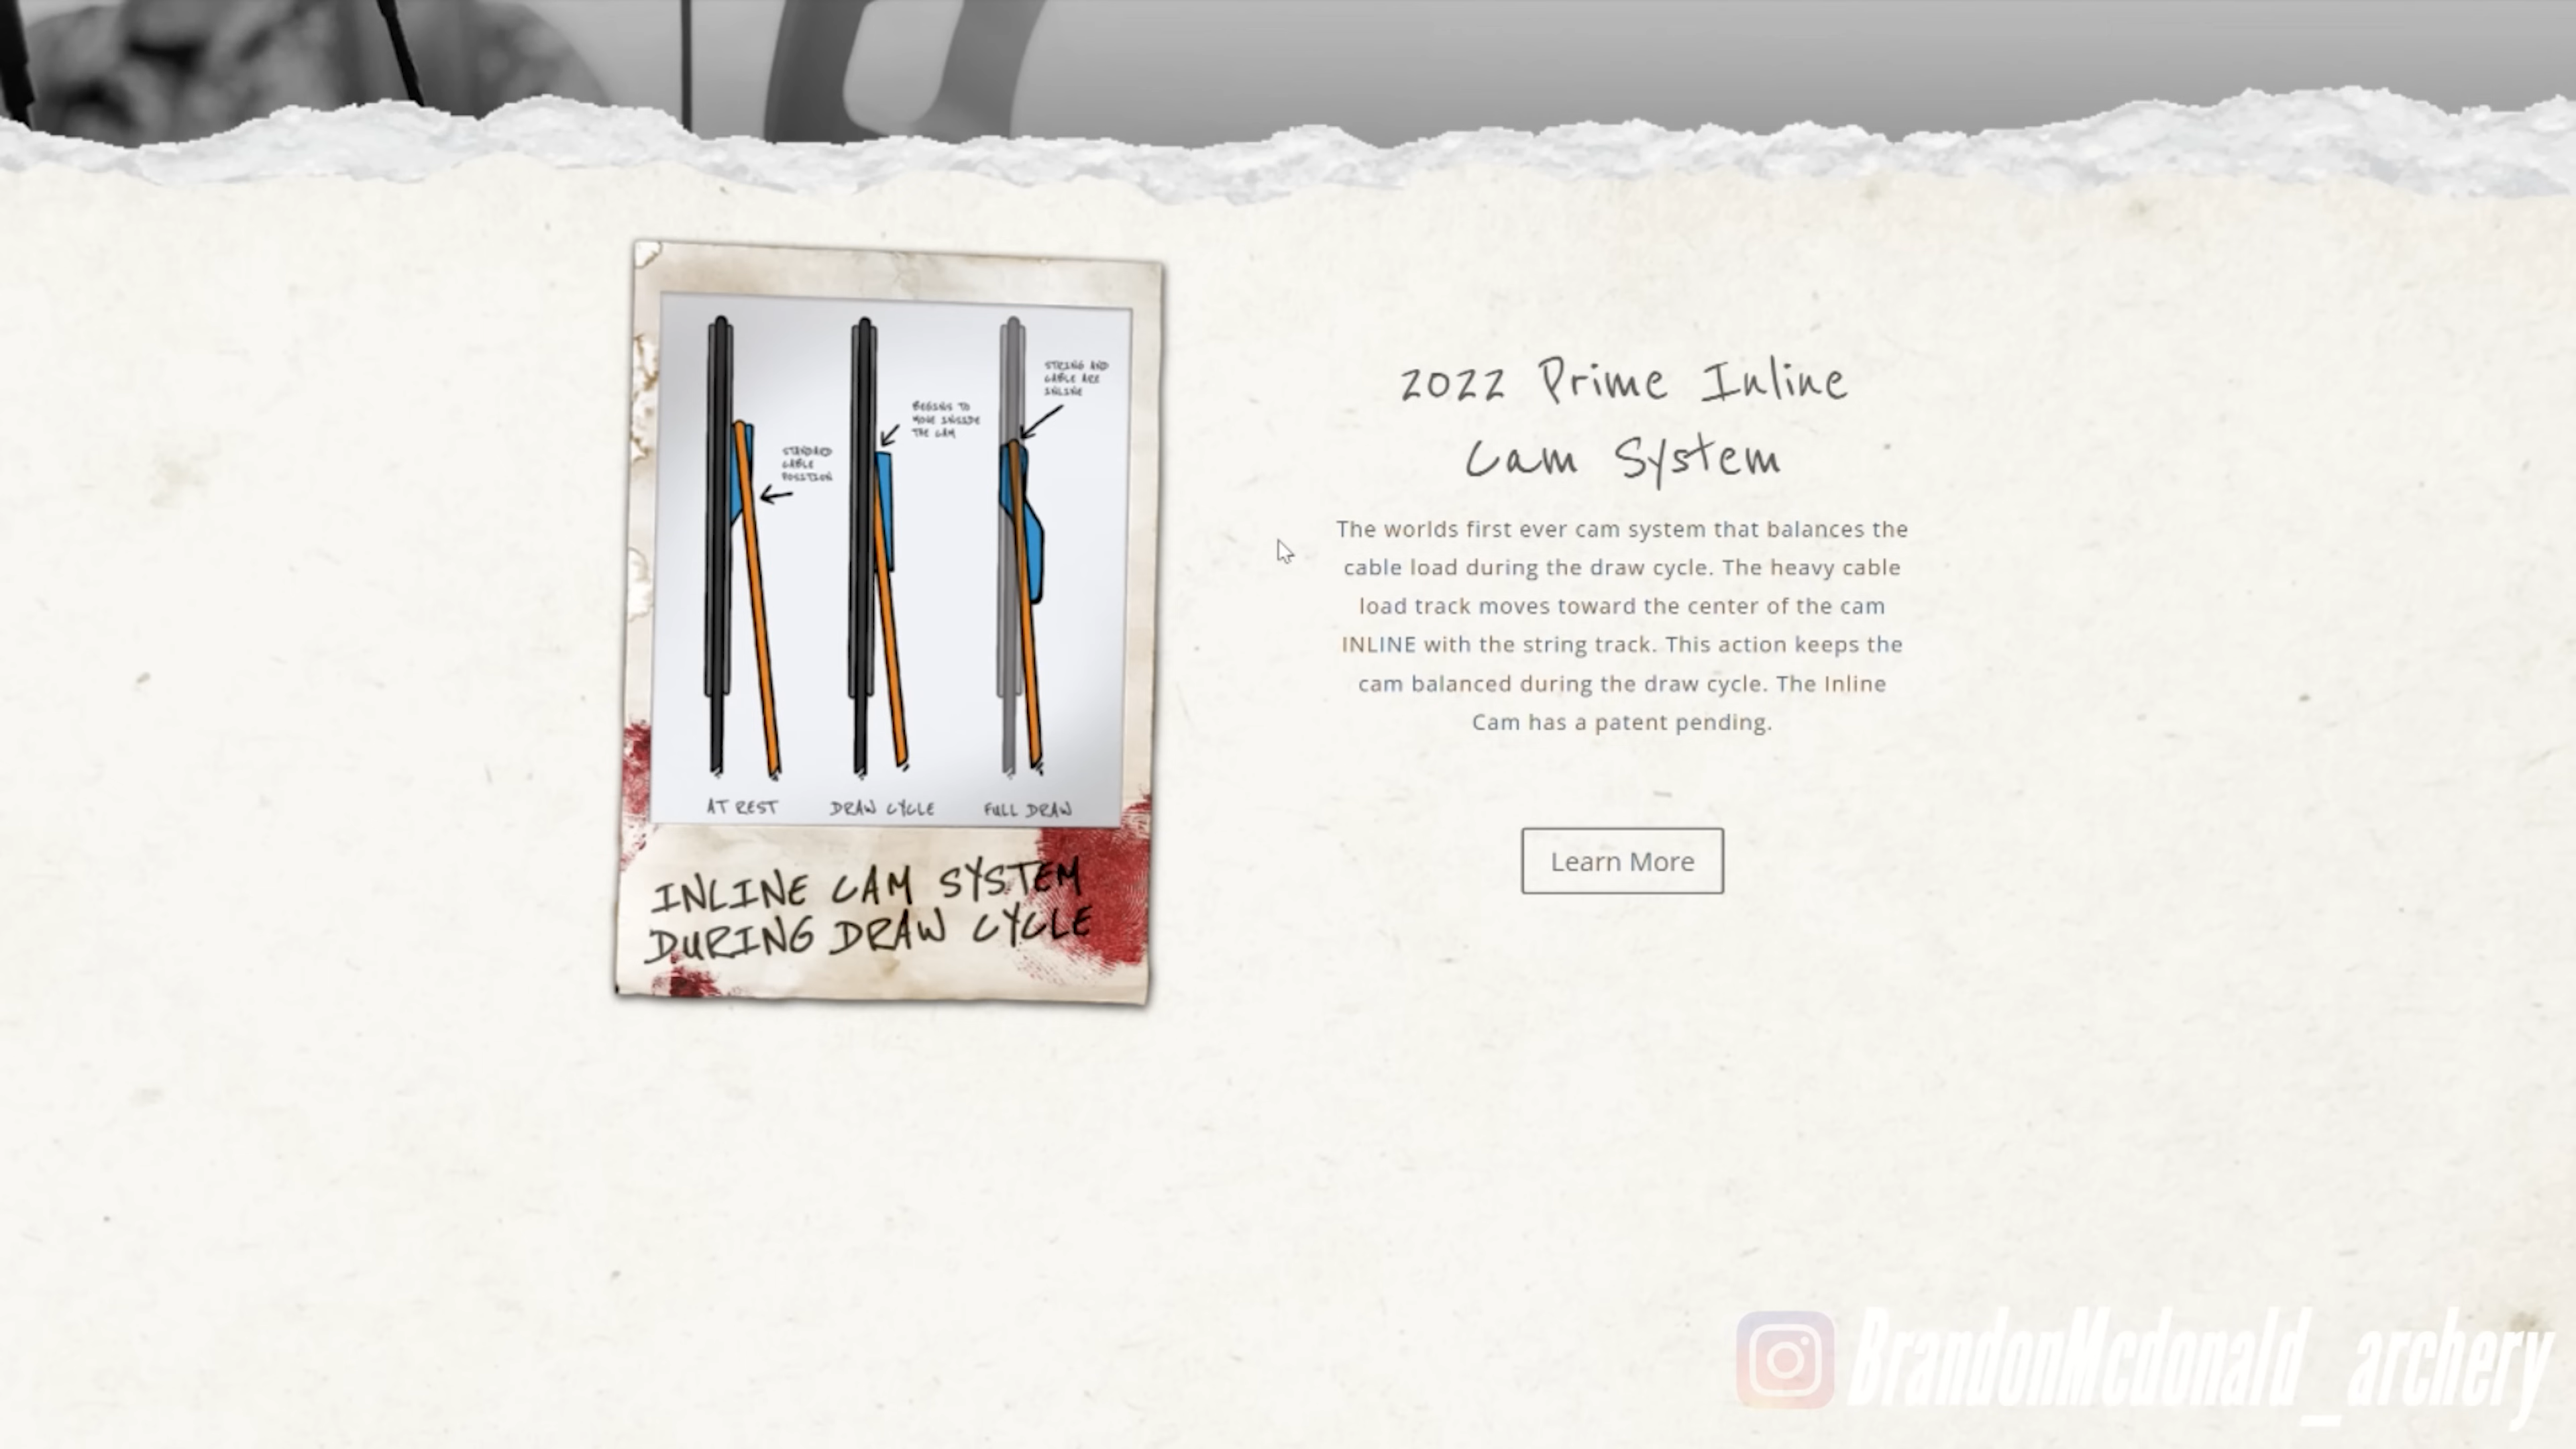 STRING AND
CABLE ARE
INLINE
BEGINS TO
MOVE INSIDE
THE CAM
STANDARD
CABLE
POSITION
AT REST
DRAW CYCLE
FULL DRAW
INLINE CAM SYSTEM
DURING DRAW CYCLE
2022 Prime Inline
Cam System
The worlds first ever cam system that balances the
cable load during the draw cycle. The heavy cable
load track moves toward the center of the cam
INLINE with the string track. This action keeps the
cam balanced during the draw cycle. The Inline
Cam has a patent pending.
Learn More
BrandonMcdonald_archery